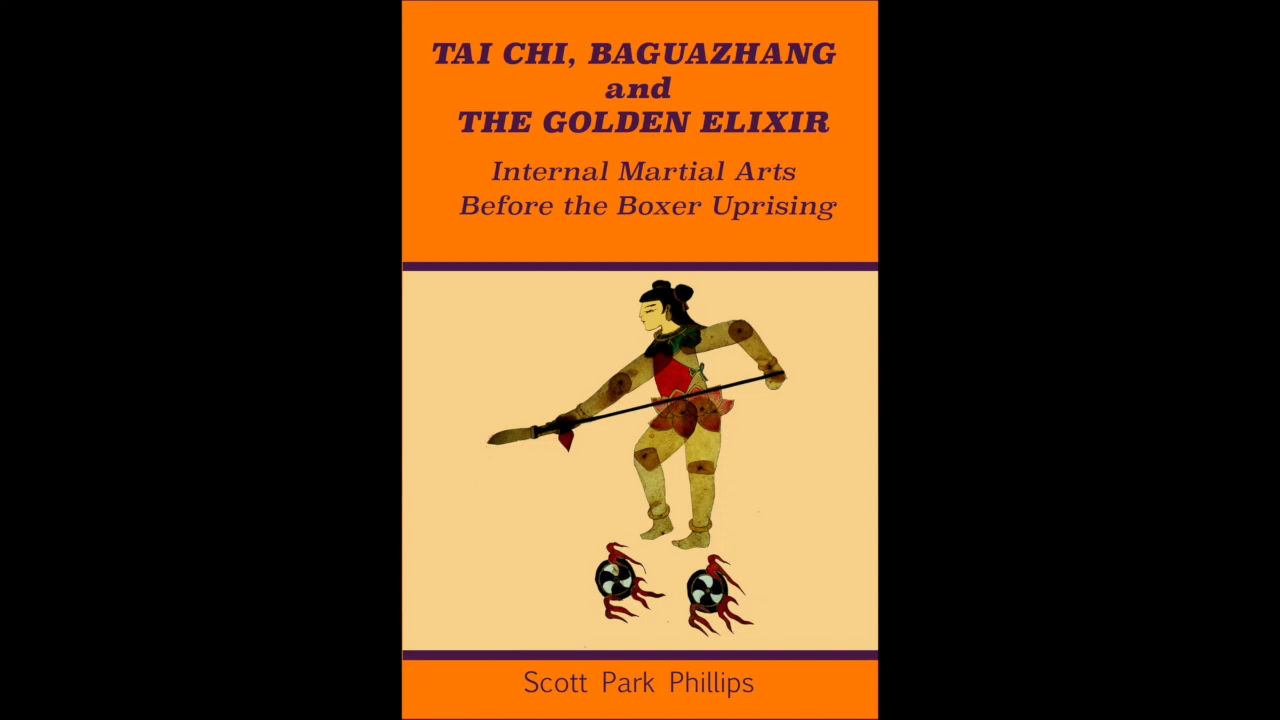 TAI CHI, BAGUAZHANG
and
THE GOLDEN ELIXIR
Internal Martial Arts
Before the Boxer Uprising
Scott Park Phillips